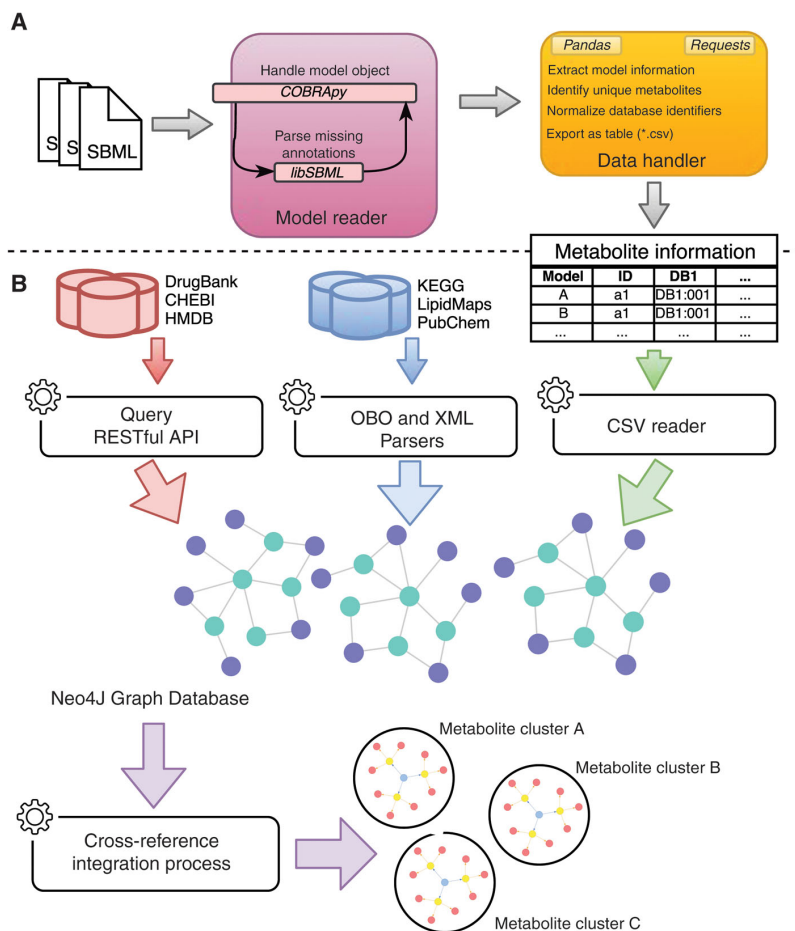 A
S
S
SBML
Handle model object
COBRApy
Parse missing
annotations
libSBML
Model reader
Pandas
Requests
Extract model information
Identify unique metabolites
Normalize database identifiers
Export as table (*.csv)
Data handler
Metabolite information
Model ID DB1 ...
A a1 DB1:001 ...
B a1 DB1:001 ...
... ... ... ...
B
DrugBank
CHEBI
HMDB
KEGG
LipidMaps
PubChem
Query
RESTful API
OBO and XML
Parsers
CSV reader
Neo4J Graph Database
Cross-reference
integration process
Metabolite cluster A
Metabolite cluster B
Metabolite cluster C